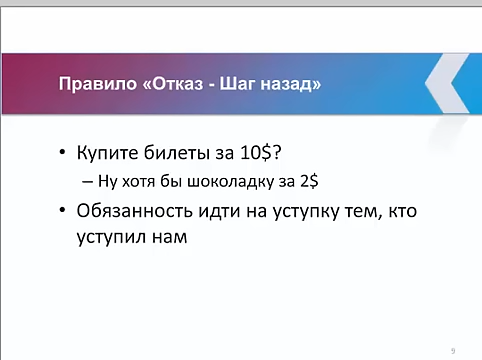 Правило «Отказ - Шаг назад»
• Купите билеты за 10$?
– Ну хотя бы шоколадку за 2$
• Обязанность идти на уступку тем, кто
уступил нам
9